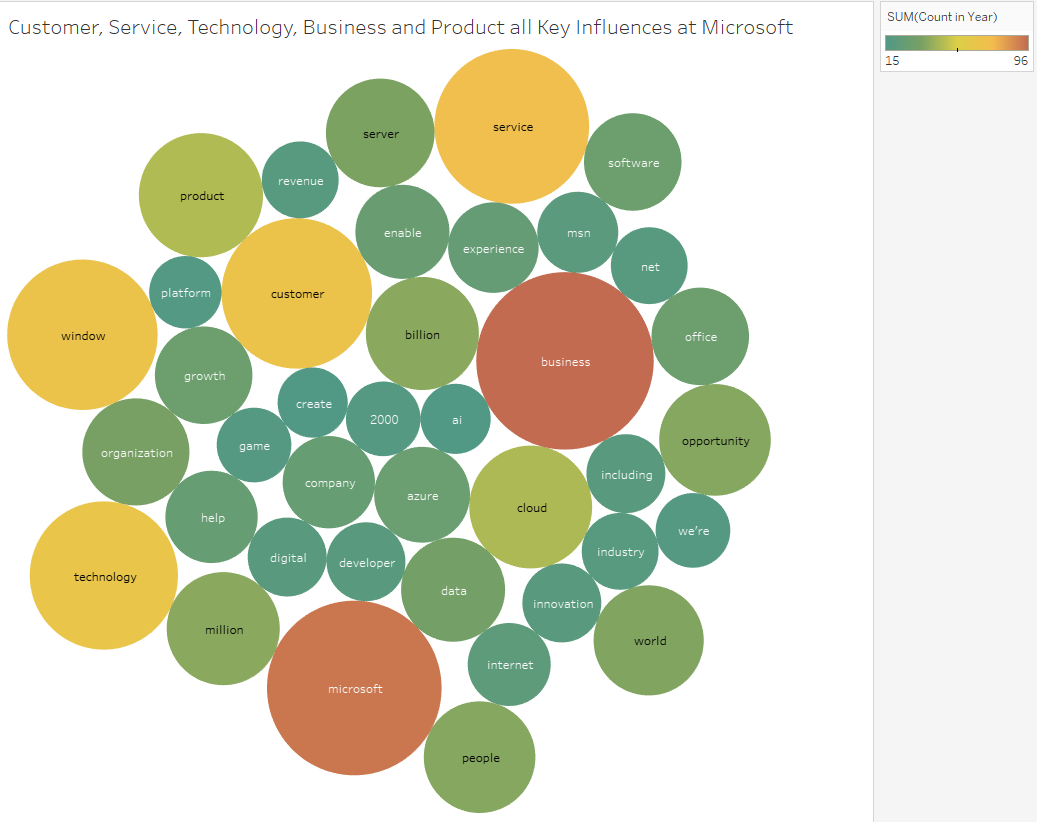 Customer, Service, Technology, Business and Product all Key Influences at Microsoft
SUM(Count in Year)
15 96
service
server
software
revenue
product
enable
msn
experience
net
platform
customer
window
billion
office
business
growth
create
2000
ai
opportunity
game
organization
including
company
azure
cloud
help
we're
industry
digital
developer
technology
data
innovation
million
world
internet
microsoft
people